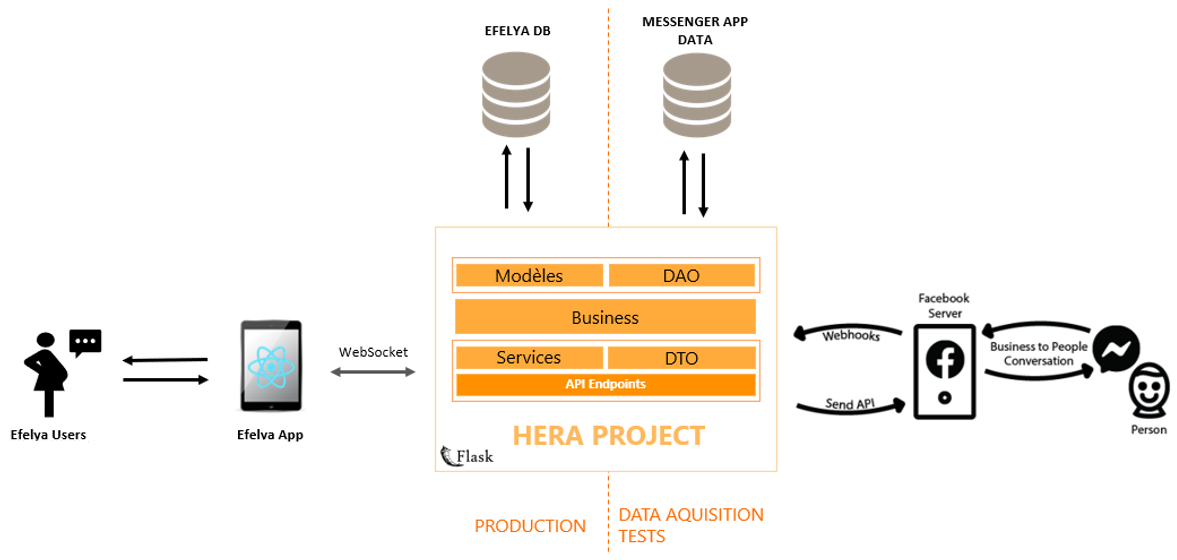 EFELYA DB
MESSENGER APP
DATA
Modèles
DAO
Business
Services
DTO
API Endpoints
HERA PROJECT
Flask
WebSocket
Efelya Users
Efelva App
Webhooks
Send API
Facebook
Server
Business to People
Conversation
Person
PRODUCTION
DATA AQUISITION
TESTS